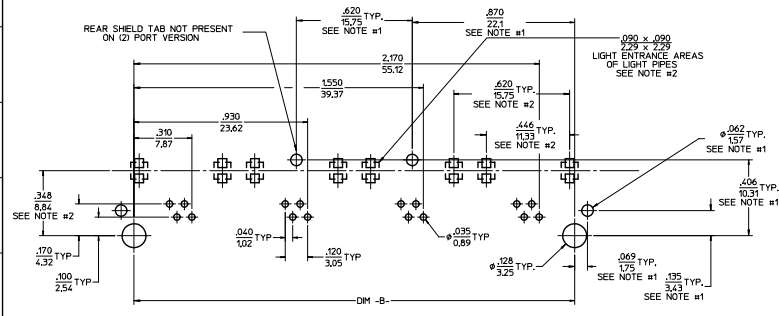 REAR SHIELD TAB NOT PRESENT
ON (2) PORT VERSION
.620 TYP.
15,75
SEE NOTE #1
.870
22,1
SEE NOTE #1
.090 x .090
2,29 x 2,29
LIGHT ENTRANCE AREAS
OF LIGHT PIPES
SEE NOTE #2
2.170
55,12
1.550
39,37
.620 TYP.
15,75
SEE NOTE #2
.930
23,62
.446 TYP.
11,33
SEE NOTE #2
.310
7,87
ø .062 TYP.
1,57
SEE NOTE #1
.348
8,84
SEE NOTE #2
.406 TYP.
10,31
SEE NOTE #1
.170 TYP
4,32
.100 TYP
2,54
.040 TYP
1,02
.120 TYP
3,05
ø .035 TYP
0,89
ø .128 TYP.
3,25
.069 TYP.
1,75
SEE NOTE #1
.135 TYP.
3,43
SEE NOTE #1
DIM -B-